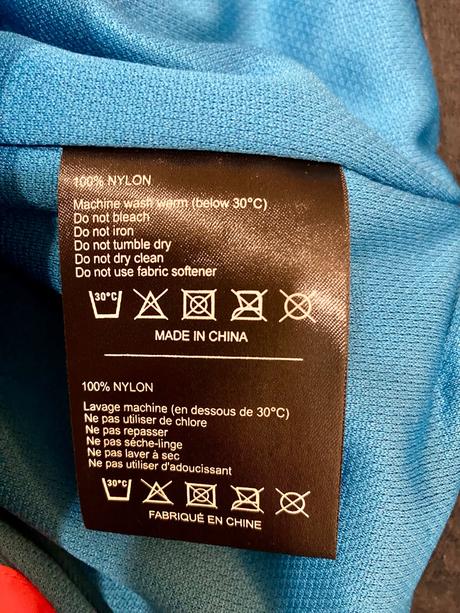 100% NYLON
Machine wash warm (below 30°C)
Do not bleach
Do not iron
Do not tumble dry
Do not dry clean
Do not use fabric softener
30°C
MADE IN CHINA
100% NYLON
Lavage machine (en dessous de 30°C)
Ne pas utiliser de chlore
Ne pas repasser
Ne pas séche-linge
Ne pas laver à sec
Ne pas utiliser d'adoucissant
30°C
FABRIQUÉ EN CHINE